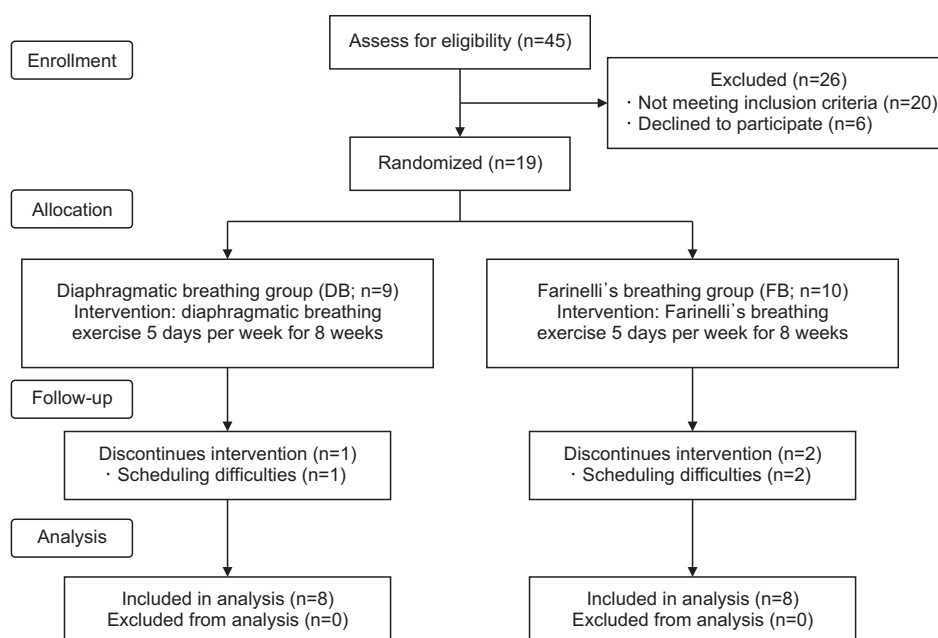 Enrollment
Assess for eligibility (n=45)
Excluded (n=26)
· Not meeting inclusion criteria (n=20)
· Declined to participate (n=6)
Randomized (n=19)
Allocation
Diaphragmatic breathing group (DB; n=9)
Intervention: diaphragmatic breathing
exercise 5 days per week for 8 weeks
Farinelli's breathing group (FB; n=10)
Intervention: Farinelli's breathing
exercise 5 days per week for 8 weeks
Follow-up
Discontinues intervention (n=1)
· Scheduling difficulties (n=1)
Discontinues intervention (n=2)
· Scheduling difficulties (n=2)
Analysis
Included in analysis (n=8)
Excluded from analysis (n=0)
Included in analysis (n=8)
Excluded from analysis (n=0)